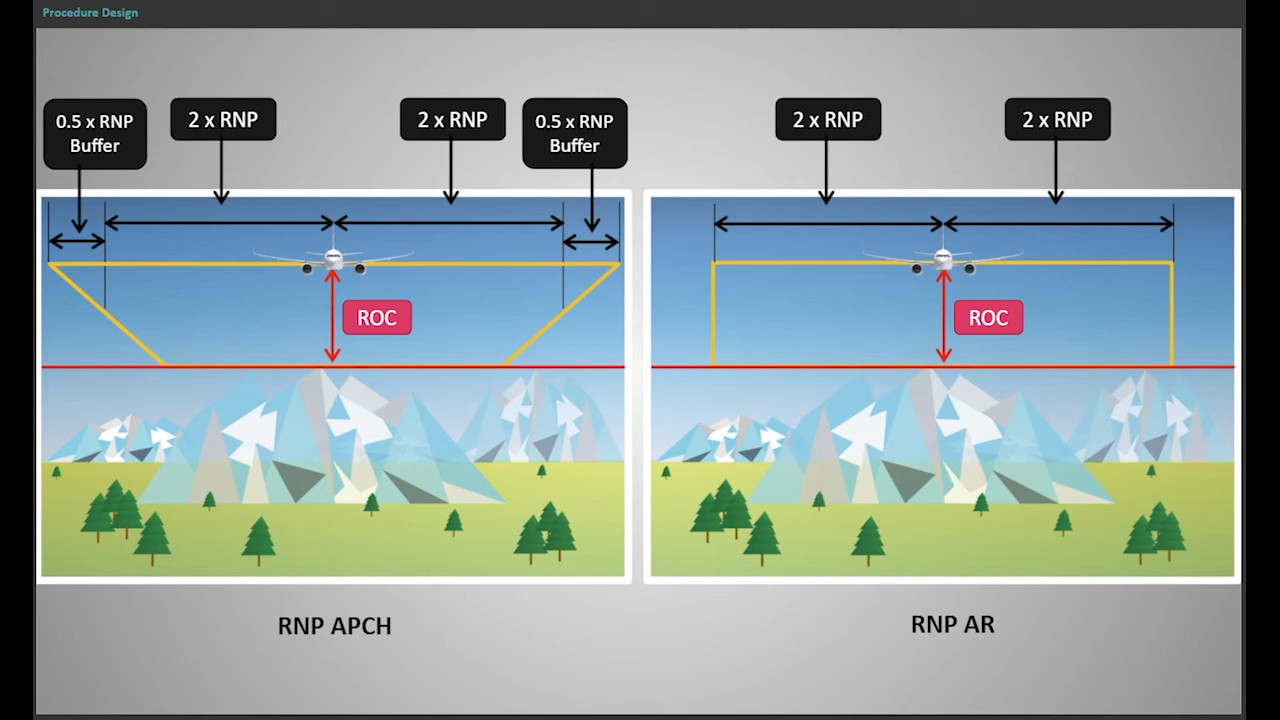 Procedure Design
0.5 x RNP
Buffer
2 x RNP
2 x RNP
0.5 x RNP
Buffer
2 x RNP
2 x RNP
ROC
ROC
RNP APCH
RNP AR